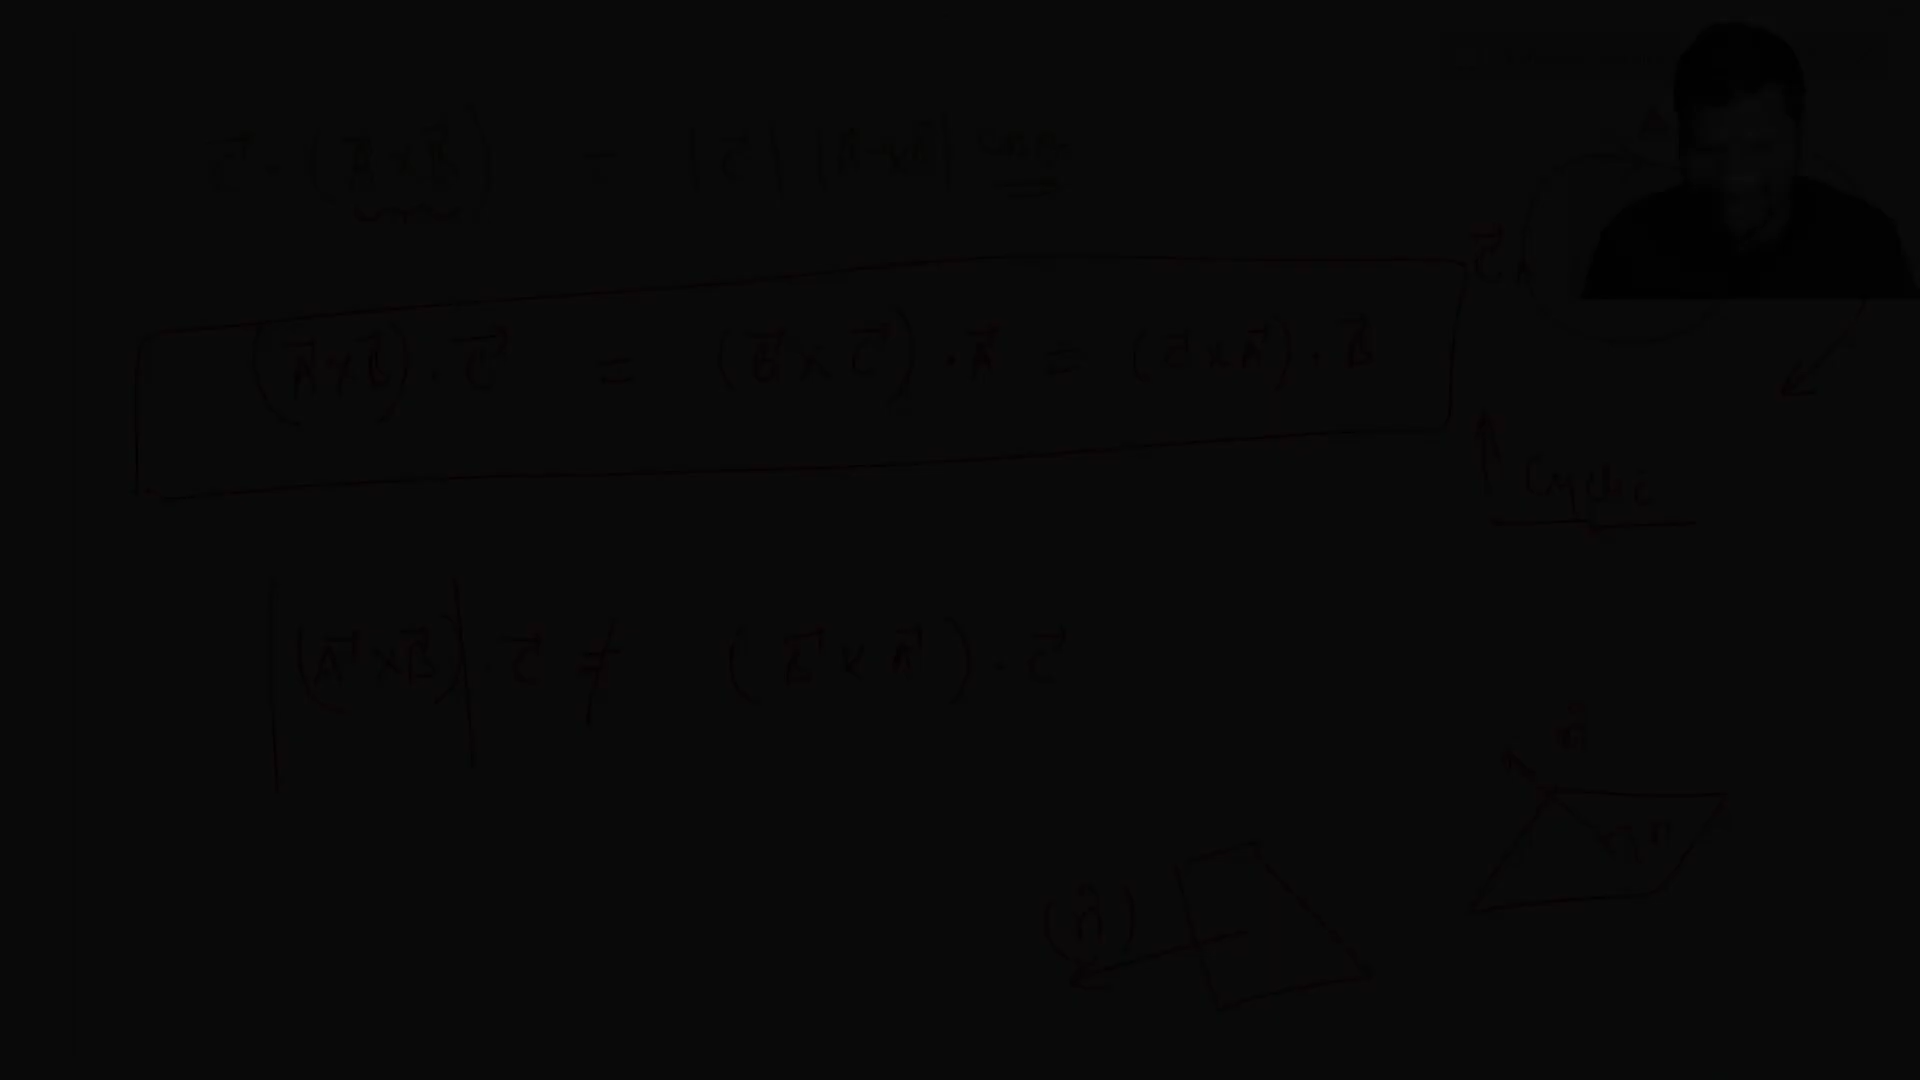 C⃗ · (A⃗ × B⃗) = |C⃗| |A⃗ × B⃗| cos
(A⃗ × B⃗) · C⃗ = (B⃗ × C⃗) · A⃗ = (C⃗ × A⃗) · B⃗
C⃗
Cyclic
(A⃗ × B⃗) · C⃗ ≠ (B⃗ × A⃗) · C⃗
n̂
(n̂)